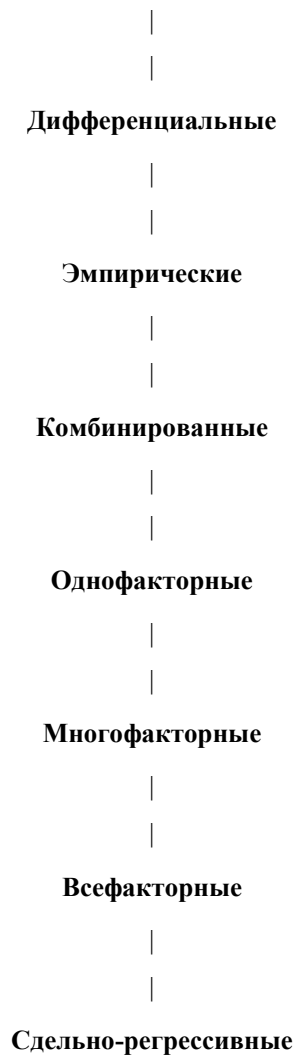 |
|
Дифференциальные
|
|
Эмпирические
|
|
Комбинированные
|
|
Однофакторные
|
|
Многофакторные
|
|
Всефакторные
|
|
Сдельно-регрессивные